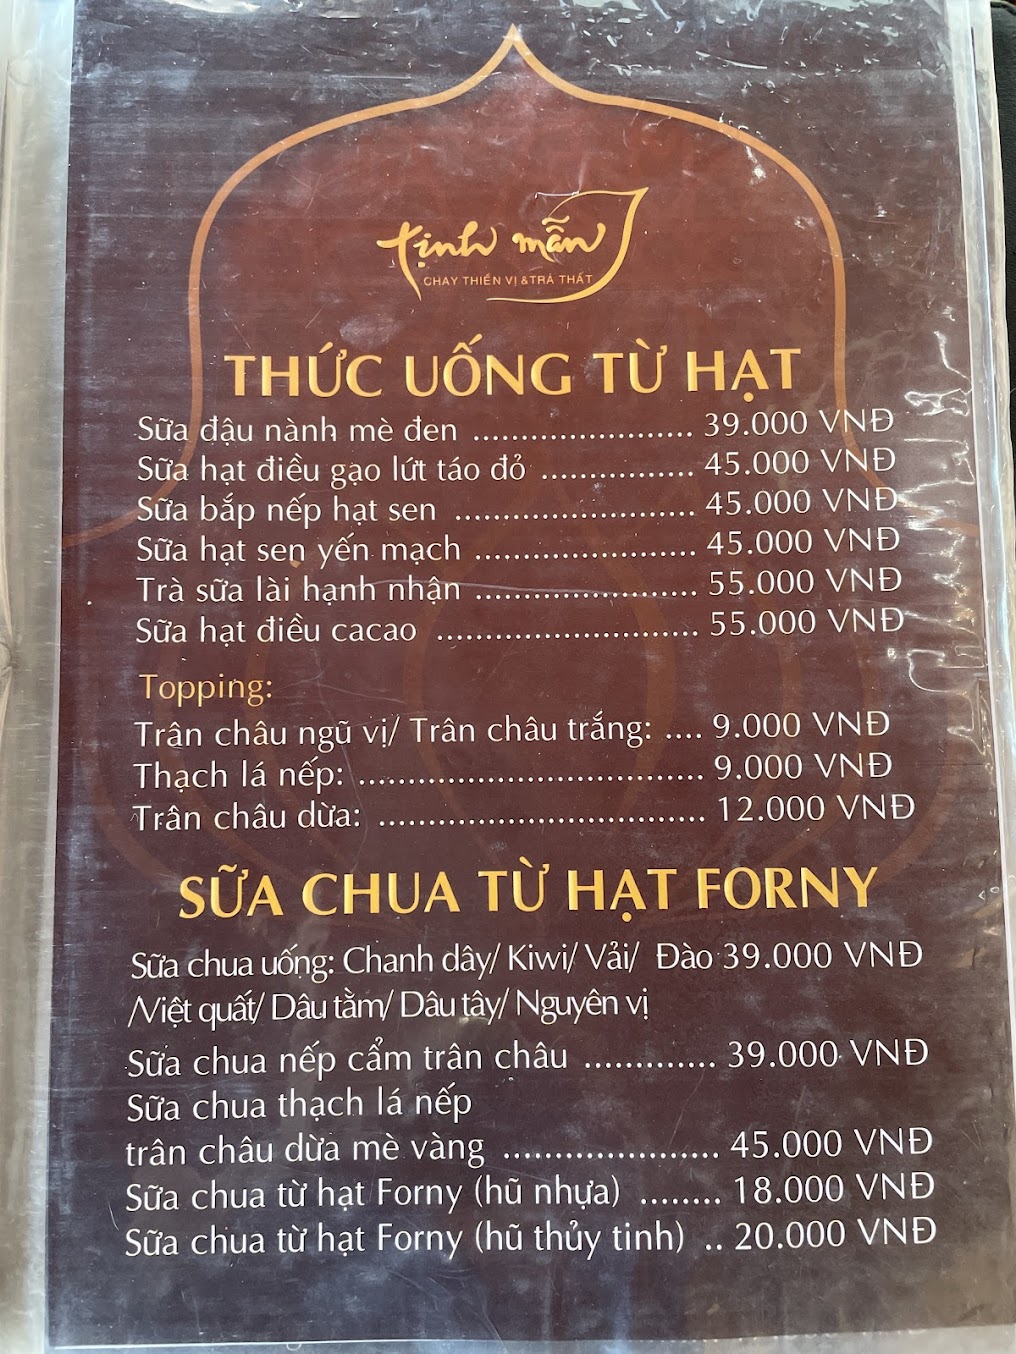 tịnh mẫn
CHAY THIỀN VỊ & TRÀ THẤT
THỨC UỐNG TỪ HẠT
Sữa đậu nành mè đen ....................... 39.000 VNĐ
Sữa hạt điều gạo lứt táo đỏ ................ 45.000 VNĐ
Sữa bắp nếp hạt sen ......................... 45.000 VNĐ
Sữa hạt sen yến mạch ....................... 45.000 VNĐ
Trà sữa lài hạnh nhận ....................... 55.000 VNĐ
Sữa hạt điều cacao ........................... 55.000 VNĐ
Topping:
Trân châu ngũ vị/ Trân châu trắng: .... 9.000 VNĐ
Thạch lá nếp: .................................... 9.000 VNĐ
Trân châu dừa: .................................. 12.000 VNĐ
SỮA CHUA TỪ HẠT FORNY
Sữa chua uống: Chanh dây/ Kiwi/ Vải/ Đào 39.000 VNĐ
/Việt quất/ Dâu tằm/ Dâu tây/ Nguyên vị
Sữa chua nếp cẩm trân châu ............. 39.000 VNĐ
Sữa chua thạch lá nếp
trân châu dừa mè vàng ..................... 45.000 VNĐ
Sữa chua từ hạt Forny (hũ nhựa) ........ 18.000 VNĐ
Sữa chua từ hạt Forny (hũ thủy tinh) .. 20.000 VNĐ